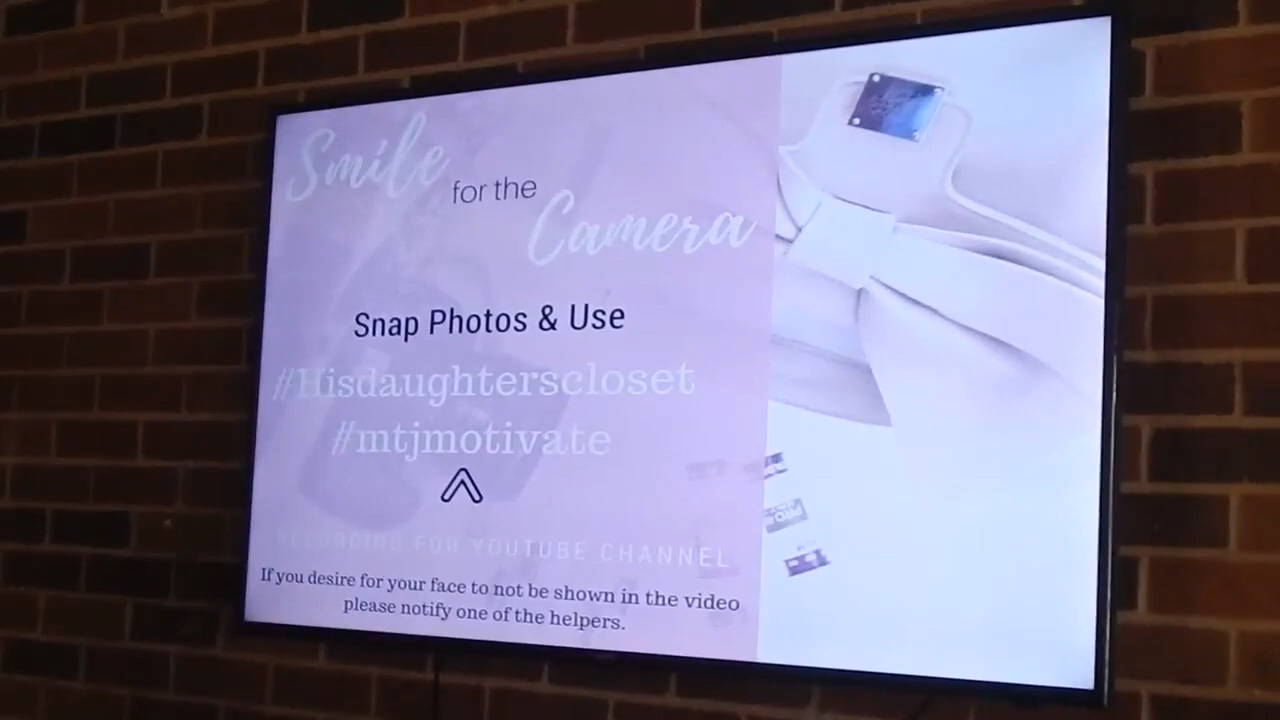 Smile
for the
Camera
Snap Photos & Use
#Hisdaughterscloset
#mtjmotivate
RECORDING FOR YOUTUBE CHANNEL
If you desire for your face to not be shown in the video
please notify one of the helpers.